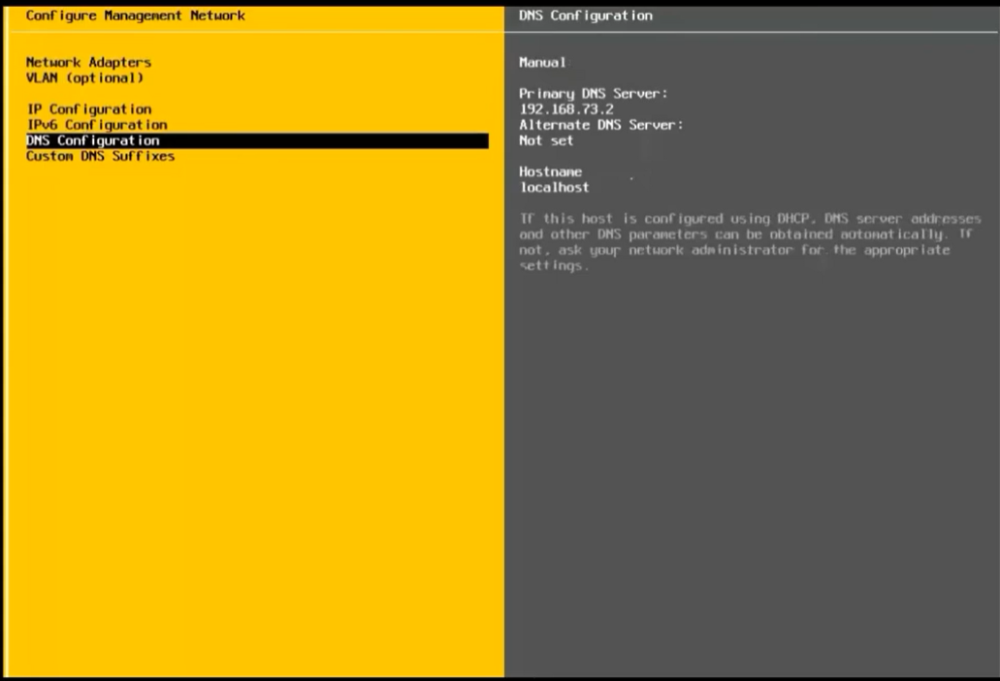 Configure Management Network
Network Adapters
VLAN (optional)
IP Configuration
IPv6 Configuration
DNS Configuration
Custom DNS Suffixes
DNS Configuration
Manual
Primary DNS Server:
192.168.73.2
Alternate DNS Server:
Not set
Hostname
localhost
If this host is configured using DHCP, DNS server addresses
and other DNS parameters can be obtained automatically. If
not, ask your network administrator for the appropriate
settings.